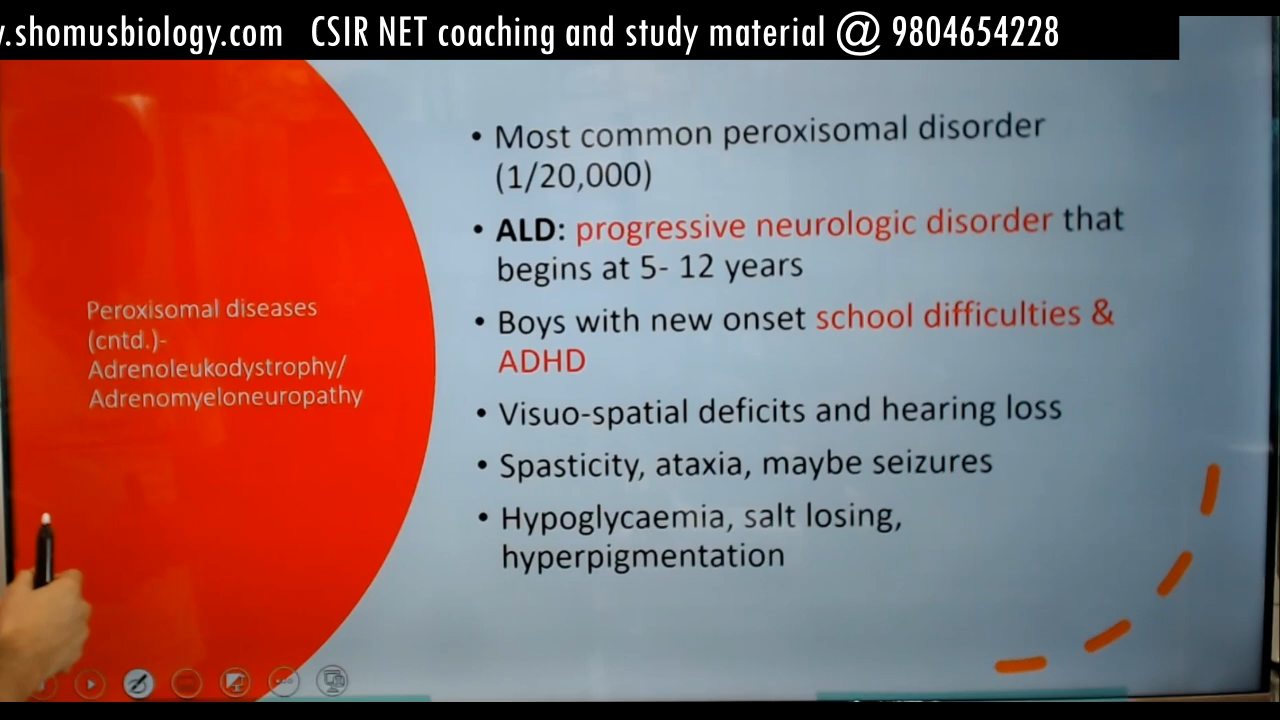 .shomusbiology.com CSIR NET coaching and study material @ 9804654228
Peroxisomal diseases
(cntd.)-
Adrenoleukodystrophy/
Adrenomyeloneuropathy
• Most common peroxisomal disorder
(1/20,000)
• ALD: progressive neurologic disorder that
begins at 5- 12 years
• Boys with new onset school difficulties &
ADHD
• Visuo-spatial deficits and hearing loss
• Spasticity, ataxia, maybe seizures
• Hypoglycaemia, salt losing,
hyperpigmentation